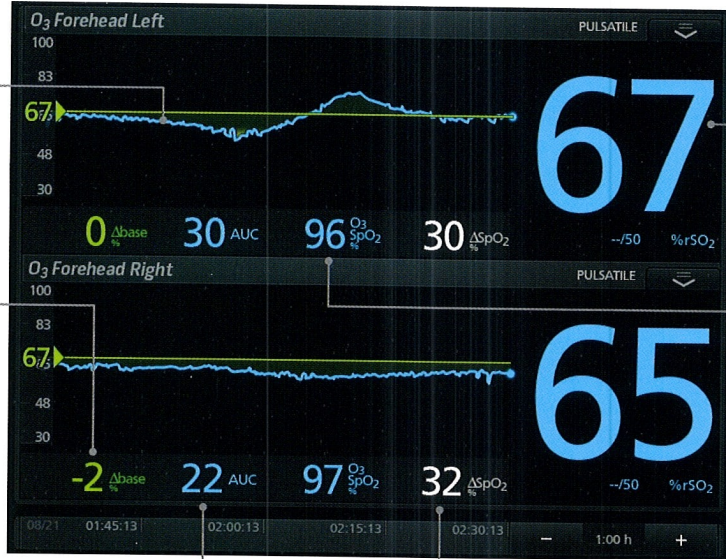 O3 Forehead Left PULSATILE
100
83
67
48
30
67
--/50 %rSO2
0 Δbase % 30 AUC 96 O3 SpO2 % 30 ΔSpO2 %
O3 Forehead Right PULSATILE
100
83
67
48
30
65
--/50 %rSO2
-2 Δbase % 22 AUC 97 O3 SpO2 % 32 ΔSpO2 %
08/21 01:45:13 02:00:13 02:15:13 02:30:13 − 1:00 h +